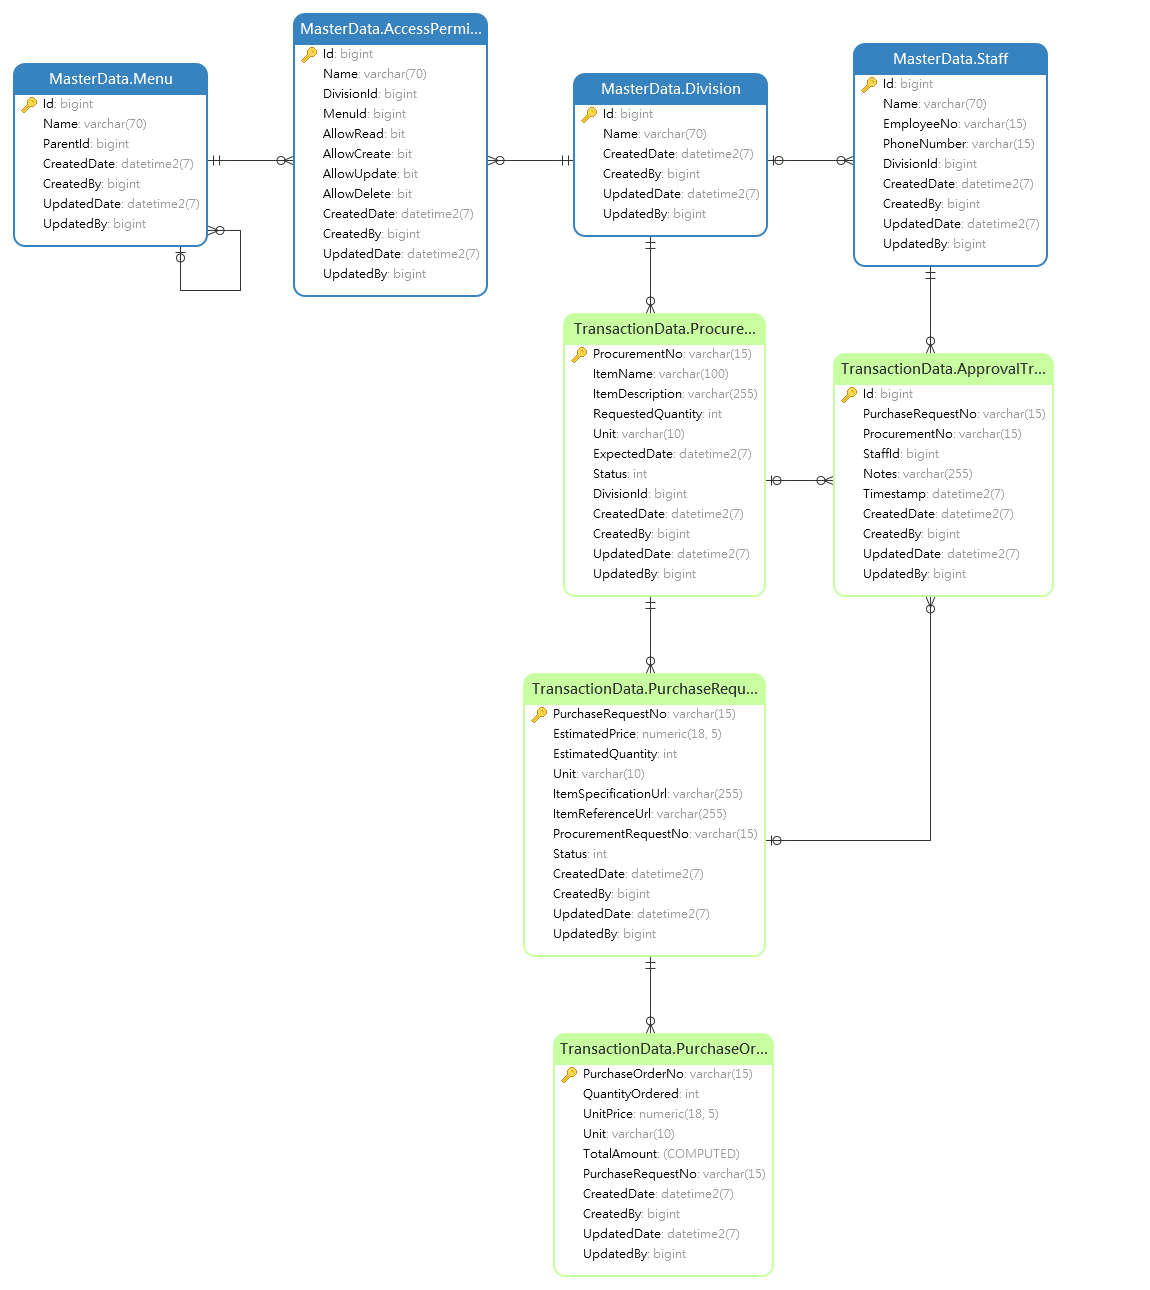 MasterData.Menu
Id: bigint
Name: varchar(70)
ParentId: bigint
CreatedDate: datetime2(7)
CreatedBy: bigint
UpdatedDate: datetime2(7)
UpdatedBy: bigint
MasterData.AccessPermi...
Id: bigint
Name: varchar(70)
DivisionId: bigint
MenuId: bigint
AllowRead: bit
AllowCreate: bit
AllowUpdate: bit
AllowDelete: bit
CreatedDate: datetime2(7)
CreatedBy: bigint
UpdatedDate: datetime2(7)
UpdatedBy: bigint
MasterData.Division
Id: bigint
Name: varchar(70)
CreatedDate: datetime2(7)
CreatedBy: bigint
UpdatedDate: datetime2(7)
UpdatedBy: bigint
MasterData.Staff
Id: bigint
Name: varchar(70)
EmployeeNo: varchar(15)
PhoneNumber: varchar(15)
DivisionId: bigint
CreatedDate: datetime2(7)
CreatedBy: bigint
UpdatedDate: datetime2(7)
UpdatedBy: bigint
TransactionData.Procure...
ProcurementNo: varchar(15)
ItemName: varchar(100)
ItemDescription: varchar(255)
RequestedQuantity: int
Unit: varchar(10)
ExpectedDate: datetime2(7)
Status: int
DivisionId: bigint
CreatedDate: datetime2(7)
CreatedBy: bigint
UpdatedDate: datetime2(7)
UpdatedBy: bigint
TransactionData.ApprovalTr...
Id: bigint
PurchaseRequestNo: varchar(15)
ProcurementNo: varchar(15)
StaffId: bigint
Notes: varchar(255)
Timestamp: datetime2(7)
CreatedDate: datetime2(7)
CreatedBy: bigint
UpdatedDate: datetime2(7)
UpdatedBy: bigint
TransactionData.PurchaseRequ...
PurchaseRequestNo: varchar(15)
EstimatedPrice: numeric(18, 5)
EstimatedQuantity: int
Unit: varchar(10)
ItemSpecificationUrl: varchar(255)
ItemReferenceUrl: varchar(255)
ProcurementRequestNo: varchar(15)
Status: int
CreatedDate: datetime2(7)
CreatedBy: bigint
UpdatedDate: datetime2(7)
UpdatedBy: bigint
TransactionData.PurchaseOr...
PurchaseOrderNo: varchar(15)
QuantityOrdered: int
UnitPrice: numeric(18, 5)
Unit: varchar(10)
TotalAmount: (COMPUTED)
PurchaseRequestNo: varchar(15)
CreatedDate: datetime2(7)
CreatedBy: bigint
UpdatedDate: datetime2(7)
UpdatedBy: bigint